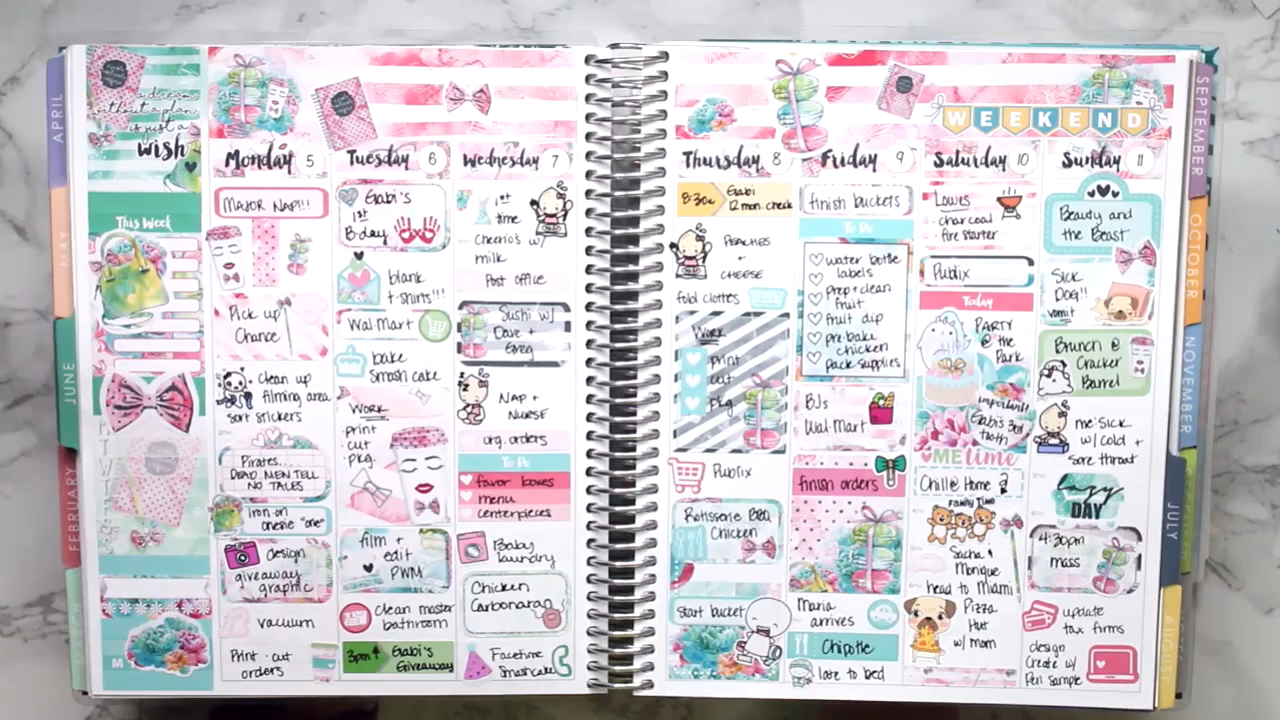 a dream
without a plan
is just a
wish
This Week
M
APRIL
MAY
JUNE
FEBRUARY
MARCH
Monday 5
MAJOR NAP!!!
Pick up
Chance
clean up
filming area
sort stickers
Pirates...
DEAD MEN TELL
NO TALES
iron-on
onesie "one"
design
giveaway
graphic
vacuum
Print + cut
orders
Tuesday 6
Gabi's
1st
B-day
blank
t-shirts!!!
Wal-Mart
bake
Smash cake
WORK
· print
· cut
· pkg.
film +
edit
PWM
clean master
bathroom
3pm
Gabi's
Giveaway
Wednesday 7
1st
time
Cheerio's w/
milk
Post office
Sushi w/
Dave +
Greg
NAP +
NURSE
org. orders
To Do
favor boxes
menu
centerpieces
Baby
laundry
Chicken
Carbonara
Facetime
Smashcake
Thursday 8
8:30a
Gabi
12 mon. check
PEACHES
+
CHEESE
fold clothes
Work
print
cut
pkg
Publix
Rotisserie BBQ
Chicken
start bucket
Friday 9
finish buckets
To Do
water bottle
labels
prep + clean
fruit
fruit dip
pre-bake
chicken
pack supplies
BJs
Wal-Mart
finish orders
Maria
arrives
Chipotle
late to bed
WEEKEND
Saturday 10
Lowes
- charcoal
- fire starter
Publix
Today
PARTY
@ the
Park
important!
Gabi's 3rd
tooth
ME time
Chill @ Home
Family Time
Sacha +
Monique
head to Miami
Pizza
Hut
w/ mom
Sunday 11
Beauty and
the Beast
Sick
DOG!!
vomit
Brunch @
Cracker
Barrel
me: sick
w/ cold +
sore throat
lazy
DAY
4:30pm
mass
update
tax firms
design
Create w/
Peri sample
SEPTEMBER
OCTOBER
NOVEMBER
JULY
AUGUST